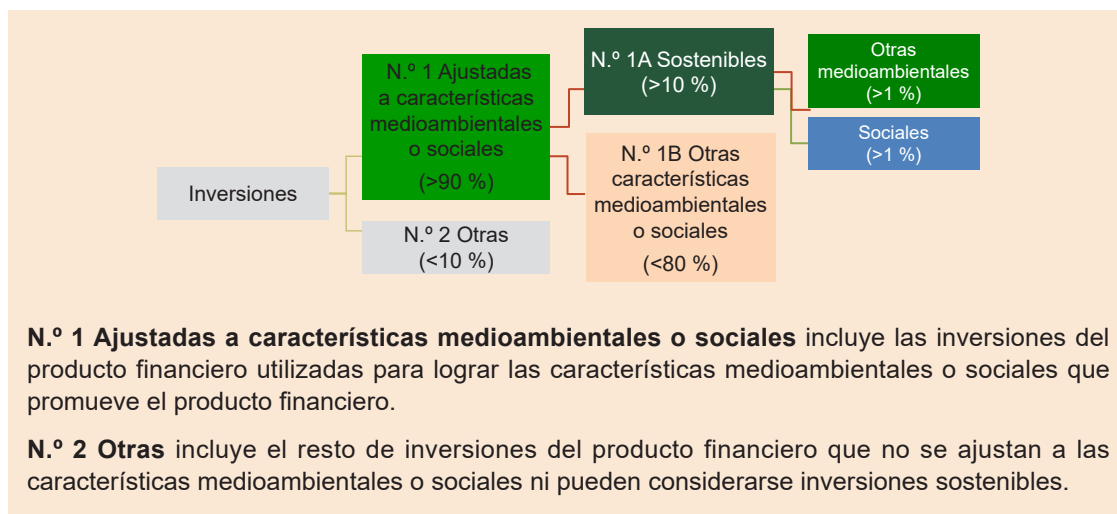 Inversiones
N.º 1 Ajustadas
a características
medioambientales
o sociales
(>90 %)
N.º 2 Otras
(<10 %)
N.º 1A Sostenibles
(>10 %)
N.º 1B Otras
características
medioambientales
o sociales
(<80 %)
Otras
medioambientales
(>1 %)
Sociales
(>1 %)
N.º 1 Ajustadas a características medioambientales o sociales incluye las inversiones del
producto financiero utilizadas para lograr las características medioambientales o sociales que
promueve el producto financiero.
N.º 2 Otras incluye el resto de inversiones del producto financiero que no se ajustan a las
características medioambientales o sociales ni pueden considerarse inversiones sostenibles.